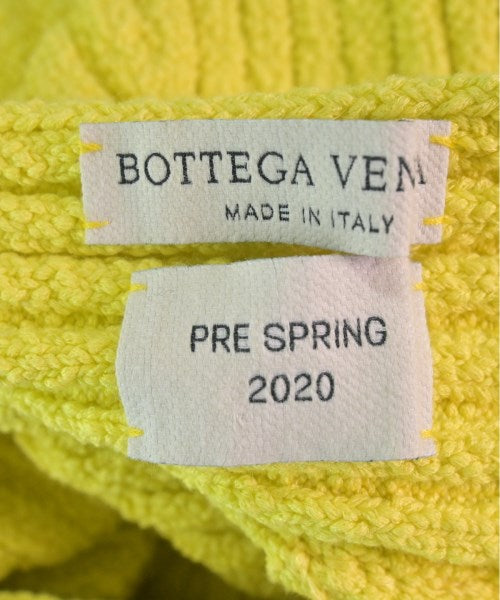 BOTTEGA VEN
MADE IN ITALY
PRE SPRING
2020